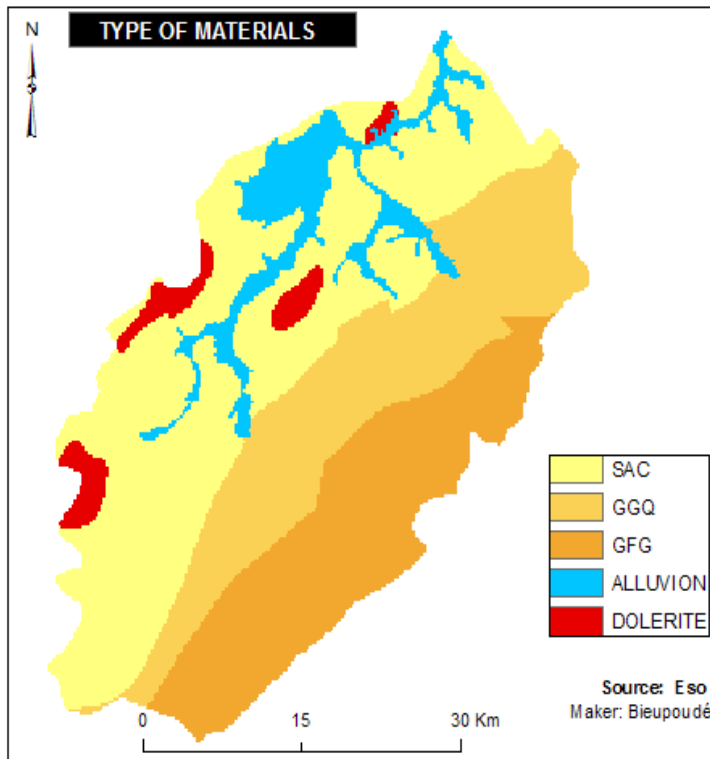 TYPE OF MATERIALS
N
S
SAC
GGQ
GFG
ALLUVION
DOLERITE
Source: Eso
Maker: Bieupoudé
0 15 30 Km